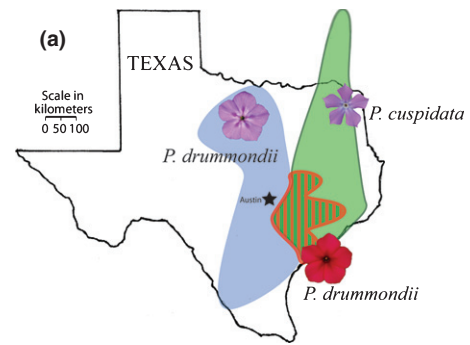 (a)
TEXAS
Scale in
kilometers
0 50 100
P. cuspidata
P. drummondii
Austin
P. drummondii